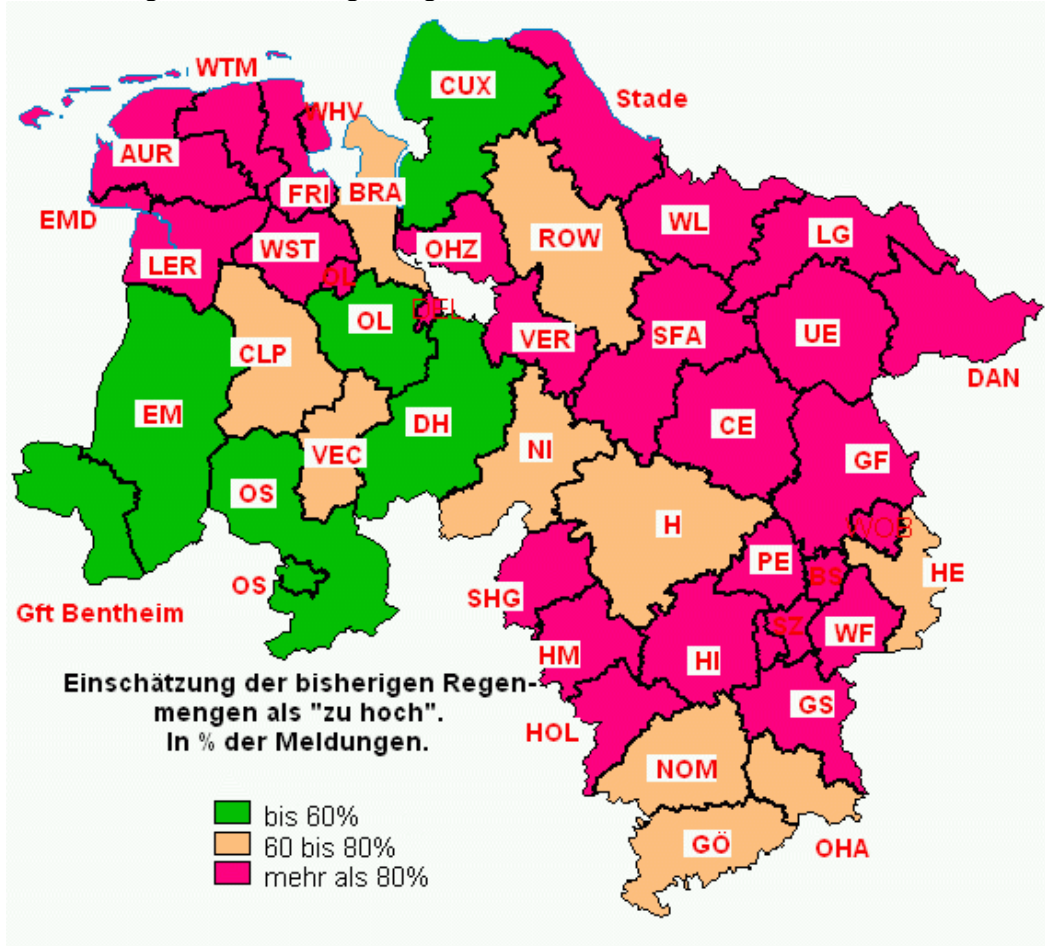 CUX
WTM
Stade
WHV
AUR
FRI
BRA
EMD
WL
LG
OHZ
ROW
WST
LER
OL
DEL
OL
VER
SFA
UE
CLP
DAN
EM
DH
CE
NI
VEC
GF
OS
H
WOB
PE
BS
HE
OS
SHG
Gft Bentheim
SZ
WF
HM
HI
Einschätzung der bisherigen Regen-
mengen als "zu hoch".
In % der Meldungen.
GS
HOL
NOM
bis 60%
60 bis 80%
mehr als 80%
GÖ
OHA